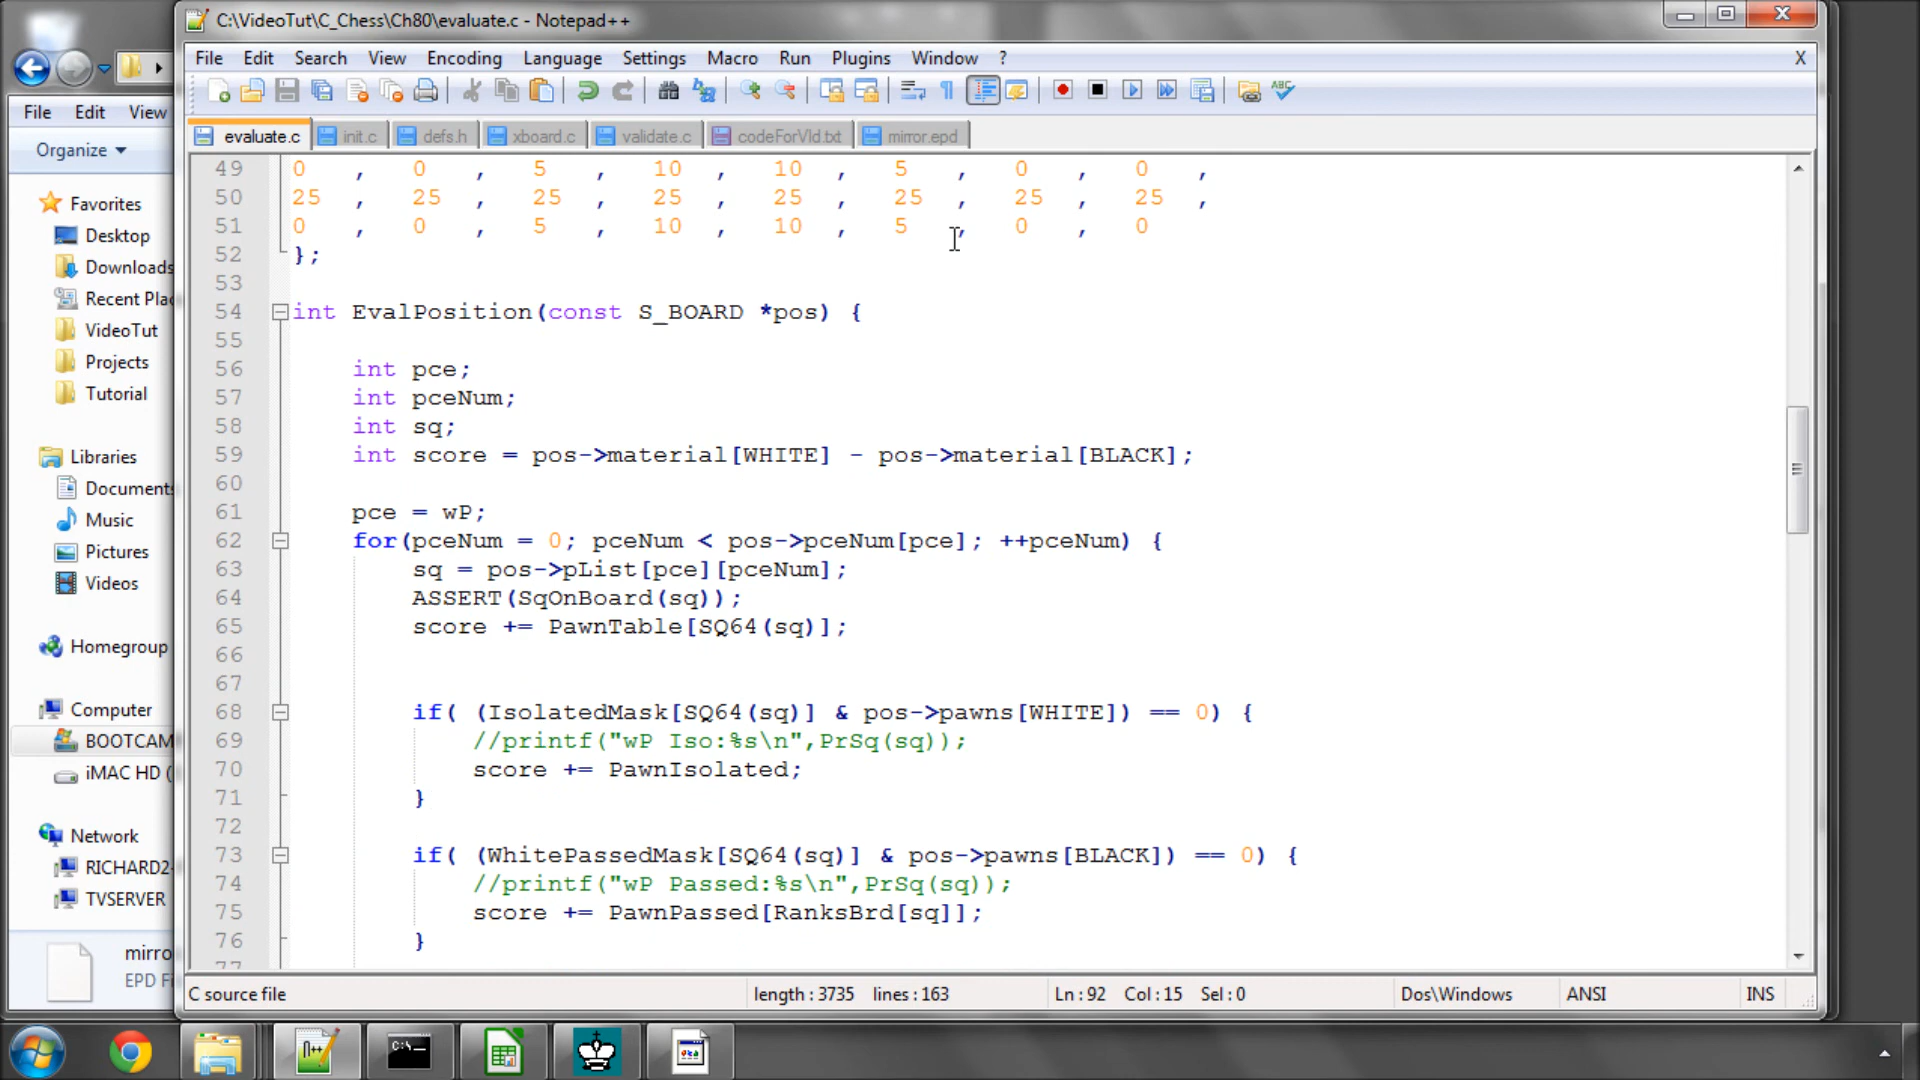 C:\VideoTut\C_Chess\Ch80\evaluate.c - Notepad++
File Edit Search View Encoding Language Settings Macro Run Plugins Window ? X
File Edit View
evaluate.c init.c defs.h xboard.c validate.c codeForVId.txt mirror.epd
Organize
Favorites
Desktop
Downloads
Recent Plac
VideoTut
Projects
Tutorial
Libraries
Documents
Music
Pictures
Videos
Homegroup
Computer
BOOTCAM
iMAC HD (
Network
RICHARD2-
TVSERVER
mirro
EPD Fi
49 0 , 0 , 5 , 10 , 10 , 5 , 0 , 0 ,
50 25 , 25 , 25 , 25 , 25 , 25 , 25 , 25 ,
51 0 , 0 , 5 , 10 , 10 , 5 , 0 , 0
52 };
53
54 int EvalPosition(const S_BOARD *pos) {
55
56 int pce;
57 int pceNum;
58 int sq;
59 int score = pos->material[WHITE] - pos->material[BLACK];
60
61 pce = wP;
62 for(pceNum = 0; pceNum < pos->pceNum[pce]; ++pceNum) {
63 sq = pos->pList[pce][pceNum];
64 ASSERT(SqOnBoard(sq));
65 score += PawnTable[SQ64(sq)];
66
67
68 if( (IsolatedMask[SQ64(sq)] & pos->pawns[WHITE]) == 0) {
69 //printf("wP Iso:%s\n",PrSq(sq));
70 score += PawnIsolated;
71 }
72
73 if( (WhitePassedMask[SQ64(sq)] & pos->pawns[BLACK]) == 0) {
74 //printf("wP Passed:%s\n",PrSq(sq));
75 score += PawnPassed[RanksBrd[sq]];
76 }
77
C source file length : 3735 lines : 163 Ln : 92 Col : 15 Sel : 0 Dos\Windows ANSI INS